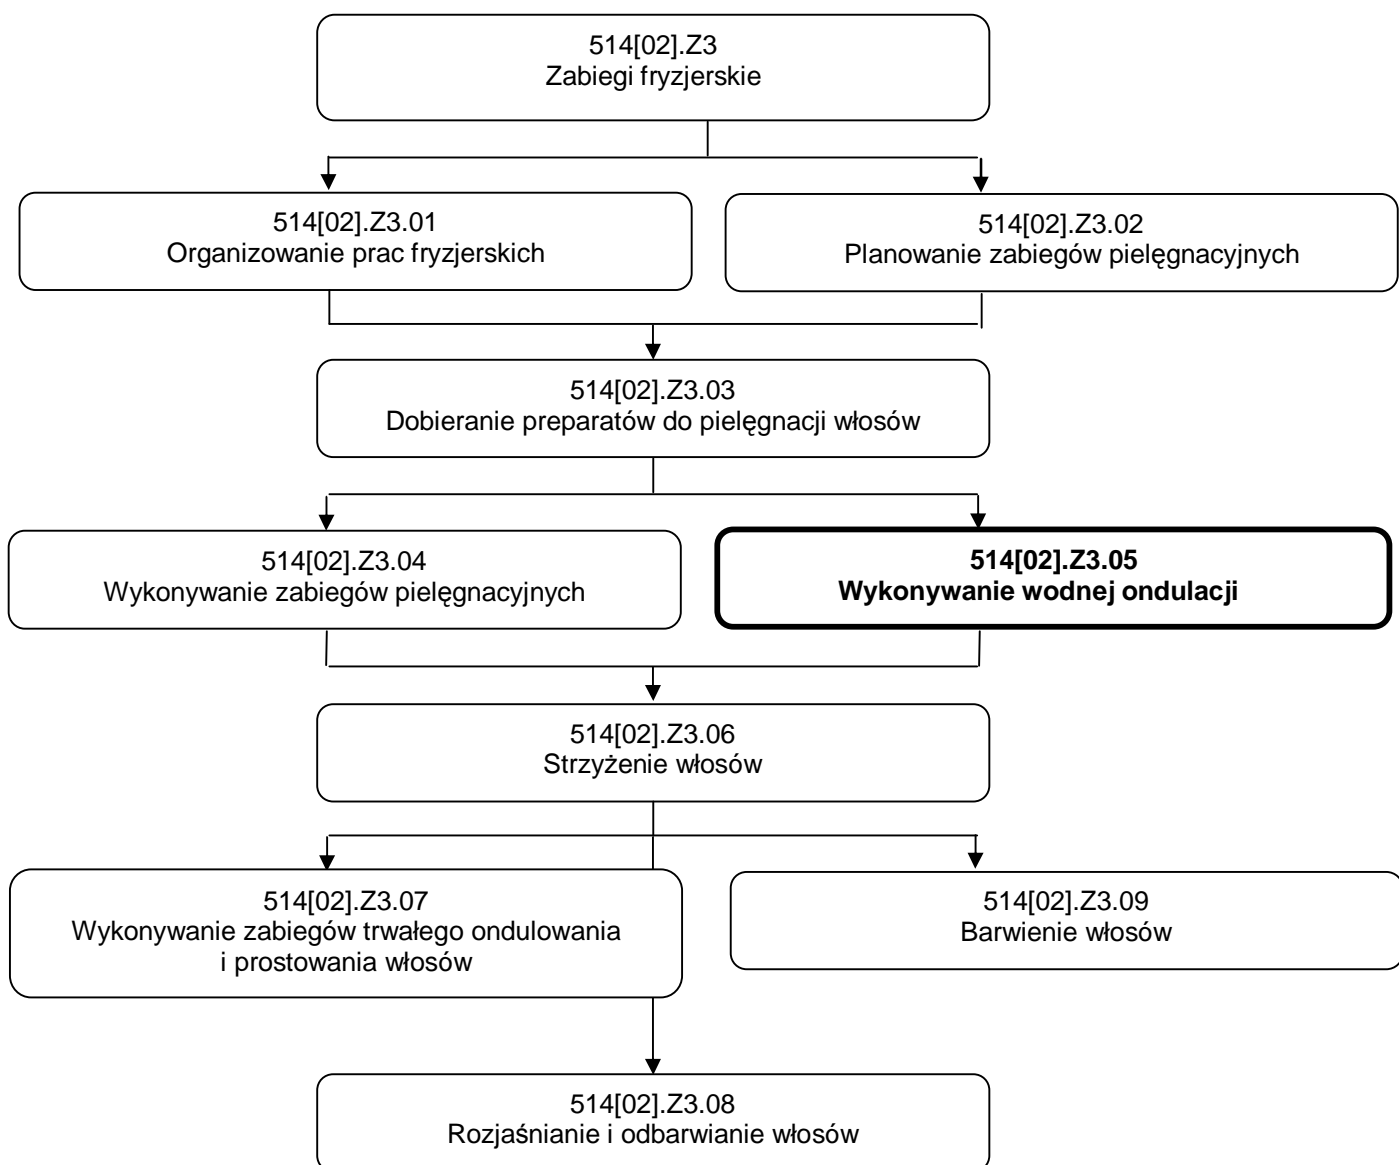 514[02].Z3
Zabiegi fryzjerskie
514[02].Z3.01
Organizowanie prac fryzjerskich
514[02].Z3.02
Planowanie zabiegów pielęgnacyjnych
514[02].Z3.03
Dobieranie preparatów do pielęgnacji włosów
514[02].Z3.04
Wykonywanie zabiegów pielęgnacyjnych
514[02].Z3.05
Wykonywanie wodnej ondulacji
514[02].Z3.06
Strzyżenie włosów
514[02].Z3.07
Wykonywanie zabiegów trwałego ondulowania
i prostowania włosów
514[02].Z3.09
Barwienie włosów
514[02].Z3.08
Rozjaśnianie i odbarwianie włosów